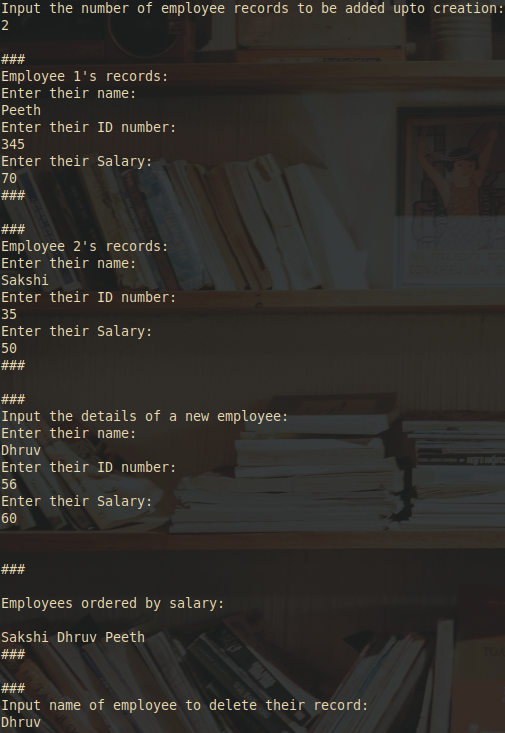 Input the number of employee records to be added upto creation:
2
###
Employee 1's records:
Enter their name:
Peeth
Enter their ID number:
345
Enter their Salary:
70
###
###
Employee 2's records:
Enter their name:
Sakshi
Enter their ID number:
35
Enter their Salary:
50
###
###
Input the details of a new employee:
Enter their name:
Dhruv
Enter their ID number:
56
Enter their Salary:
60
###
Employees ordered by salary:
Sakshi Dhruv Peeth
###
###
Input name of employee to delete their record:
Dhruv